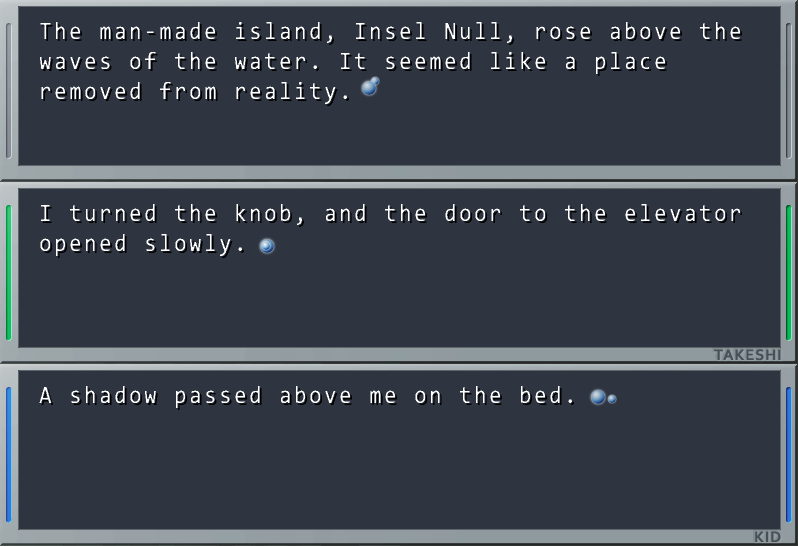 The man-made island, Insel Null, rose above the
waves of the water. It seemed like a place
removed from reality.
I turned the knob, and the door to the elevator
opened slowly.
TAKESHI
A shadow passed above me on the bed.
KID